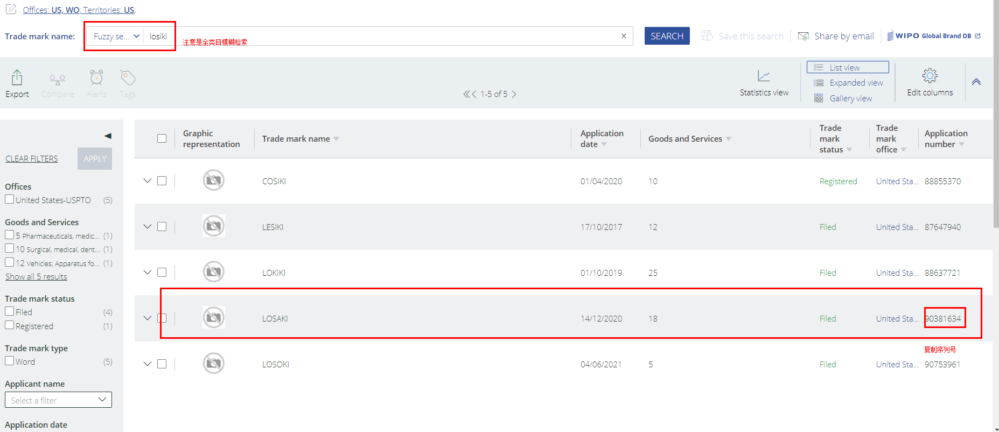 Offices: US, WO; Territories: US;
Trade mark name:
Fuzzy se...
losiki
注意是全类目模糊检索
SEARCH
Save this search
Share by email
WIPO Global Brand DB
Export
Compare
Alerts
Tags
1-5 of 5
Statistics view
List view
Expanded view
Gallery view
Edit columns
CLEAR FILTERS
APPLY
Offices
United States-USPTO (5)
Goods and Services
5 Pharmaceuticals, medic... (1)
10 Surgical, medical, dent... (1)
12 Vehicles; Apparatus fo... (1)
Show all 5 results
Trade mark status
Filed (4)
Registered (1)
Trade mark type
Word (5)
Applicant name
Select a filter
Application date
Graphic representation
Trade mark name
Application date
Goods and Services
Trade mark status
Trade mark office
Application number
COSIKI 01/04/2020 10 Registered United Sta... 88855370
LESIKI 17/10/2017 12 Filed United Sta... 87647940
LOKIKI 01/10/2019 25 Filed United Sta... 88637721
LOSAKI 14/12/2020 18 Filed United Sta... 90381634
复制序列号
LOSOKI 04/06/2021 5 Filed United Sta... 90753961